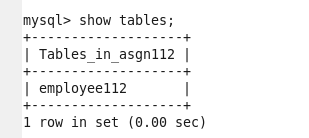 mysql> show tables;
+-------------------+
| Tables_in_asgn112 |
+-------------------+
| employee112       |
+-------------------+
1 row in set (0.00 sec)